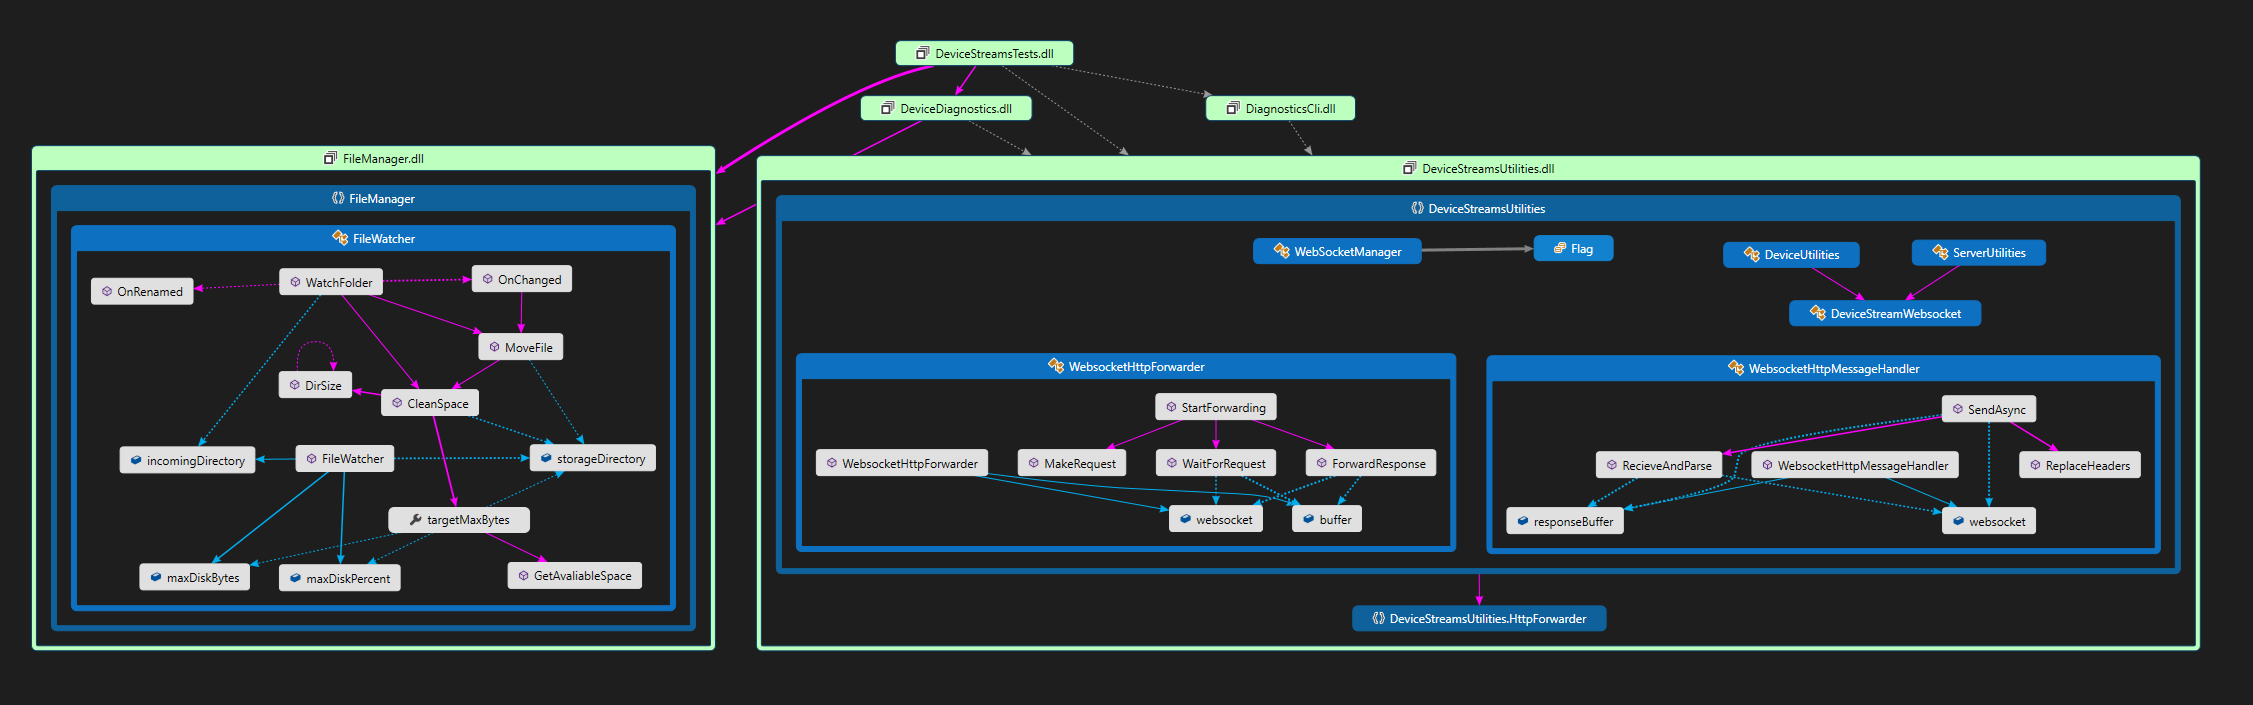 DeviceStreamsTests.dll
DeviceDiagnostics.dll
DiagnosticsCli.dll
FileManager.dll
FileManager
FileWatcher
OnRenamed
WatchFolder
OnChanged
MoveFile
DirSize
CleanSpace
incomingDirectory
FileWatcher
storageDirectory
targetMaxBytes
maxDiskBytes
maxDiskPercent
GetAvaliableSpace
DeviceStreamsUtilities.dll
DeviceStreamsUtilities
WebSocketManager
Flag
DeviceUtilities
ServerUtilities
DeviceStreamWebsocket
WebsocketHttpForwarder
StartForwarding
WebsocketHttpForwarder
MakeRequest
WaitForRequest
ForwardResponse
websocket
buffer
WebsocketHttpMessageHandler
SendAsync
RecieveAndParse
WebsocketHttpMessageHandler
ReplaceHeaders
responseBuffer
websocket
DeviceStreamsUtilities.HttpForwarder